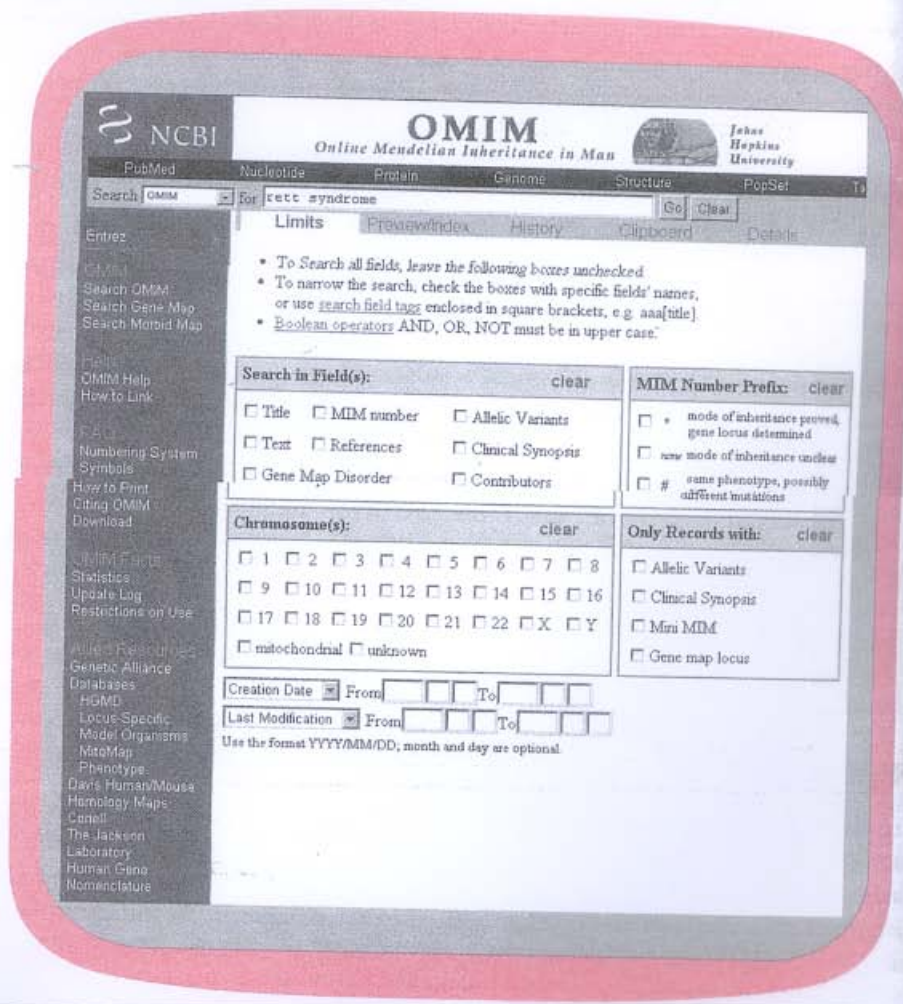 NCBI
OMIM
Online Mendelian Inheritance in Man
Johns
Hopkins
University
PubMed Nucleotide Protein Genome Structure PopSet
Search OMIM for rett syndrome Go Clear
Limits Preview/Index History Clipboard Details
Entrez
OMIM
Search OMIM
Search Gene Map
Search Morbid Map
Help
OMIM Help
How to Link
FAQ
Numbering System
Symbols
How to Print
Citing OMIM
Download
OMIM Facts
Statistics
Update Log
Restrictions on Use
Allied Resources
Genetic Alliance
Databases
HGMD
Locus-Specific
Model Organisms
MitoMap
Phenotype
Davis Human/Mouse
Homology Maps
Coriell
The Jackson
Laboratory
Human Gene
Nomenclature
• To Search all fields, leave the following boxes unchecked
• To narrow the search, check the boxes with specific fields' names,
or use search field tags enclosed in square brackets, e.g. aaa[title].
• Boolean operators AND, OR, NOT must be in upper case.
Search in Field(s): clear
Title MIM number Allelic Variants
Text References Clinical Synopsis
Gene Map Disorder Contributors
MIM Number Prefix: clear
* mode of inheritance proved,
gene locus determined
none mode of inheritance unclear
# same phenotype, possibly
different mutations
Chromosome(s): clear
1 2 3 4 5 6 7 8
9 10 11 12 13 14 15 16
17 18 19 20 21 22 X Y
mitochondrial unknown
Only Records with: clear
Allelic Variants
Clinical Synopsis
Mini MIM
Gene map locus
Creation Date From To
Last Modification From To
Use the format YYYY/MM/DD; month and day are optional.